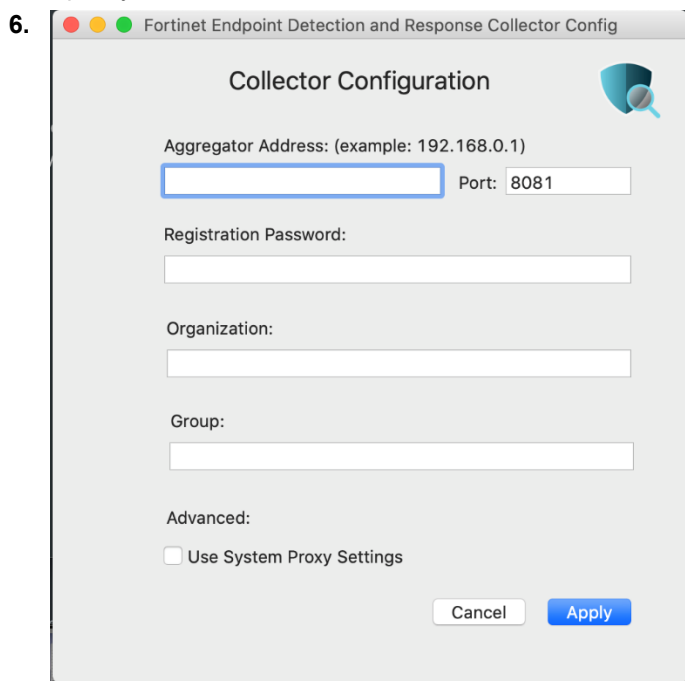 6.
Fortinet Endpoint Detection and Response Collector Config
Collector Configuration
Aggregator Address: (example: 192.168.0.1)
Port: 8081
Registration Password:
Organization:
Group:
Advanced:
Use System Proxy Settings
Cancel Apply